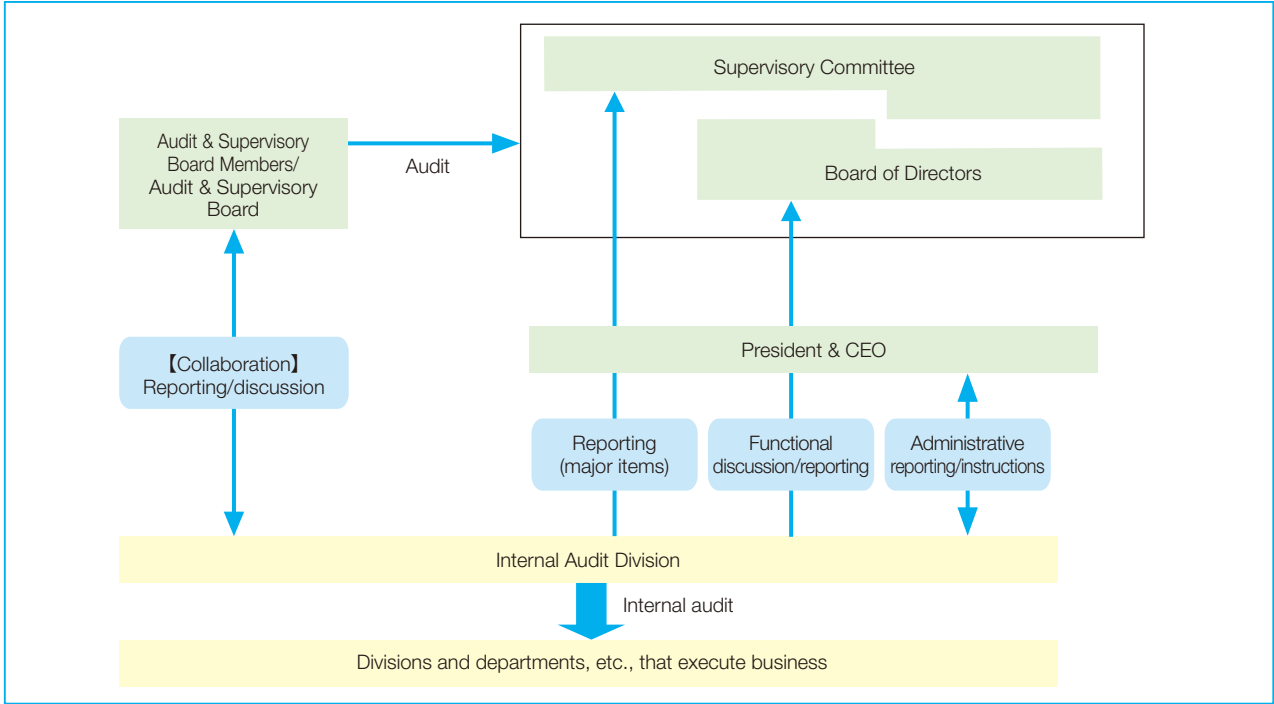 Supervisory Committee
Audit & Supervisory
Board Members/
Audit & Supervisory
Board
Audit
Board of Directors
President & CEO
【Collaboration】
Reporting/discussion
Reporting
(major items)
Functional
discussion/reporting
Administrative
reporting/instructions
Internal Audit Division
Internal audit
Divisions and departments, etc., that execute business